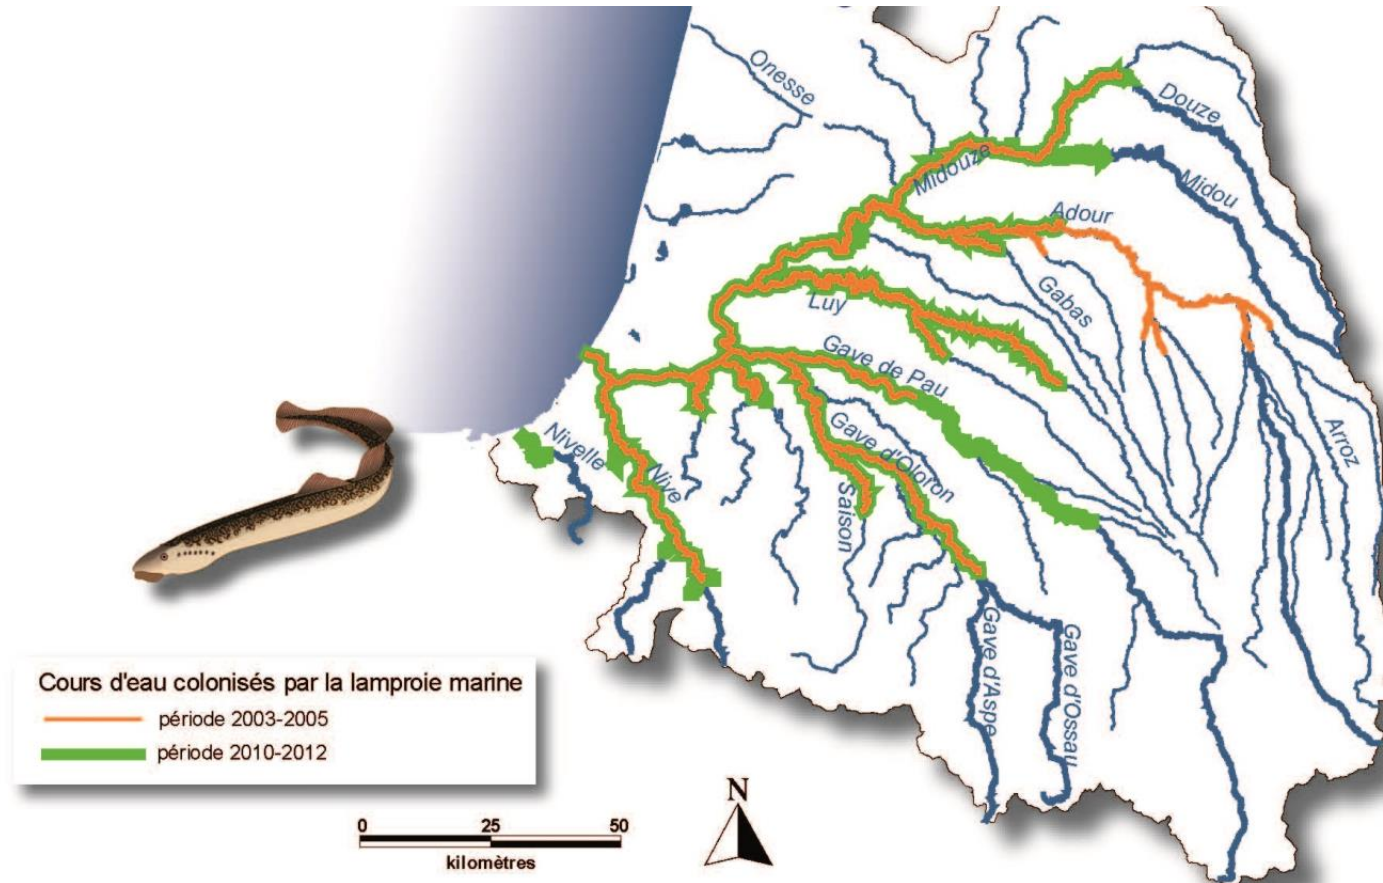 Onesse
Douze
Midouze
Midou
Adour
Gabas
Luy
Gave de Pau
Arroz
Nivelle
Nive
Gave d'Oloron
Saison
Gave d'Aspe
Gave d'Ossau
Cours d'eau colonisés par la lamproie marine
période 2003-2005
période 2010-2012
N
0 25 50
kilomètres